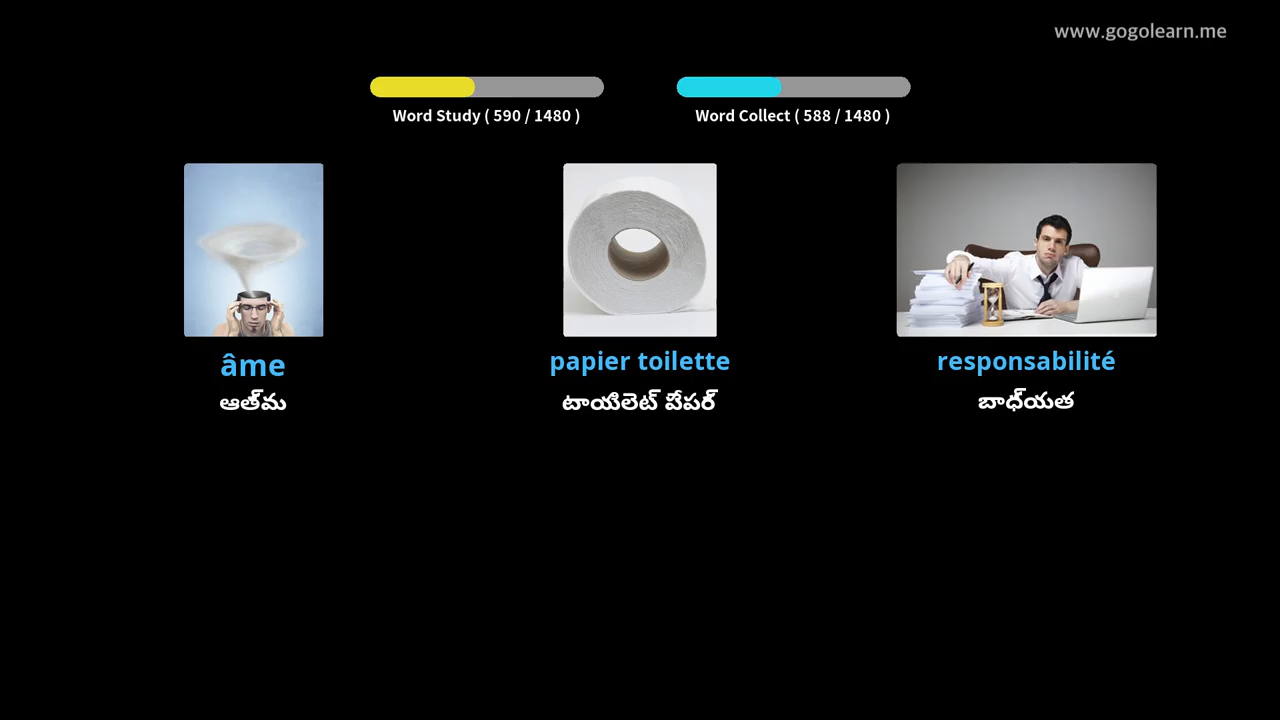 www.gogolearn.me
Word Study ( 590 / 1480 )
Word Collect ( 588 / 1480 )
âme
papier toilette
responsabilité
ఆత్మ
టాయిలెట్ పేపర్
బాధ్యత